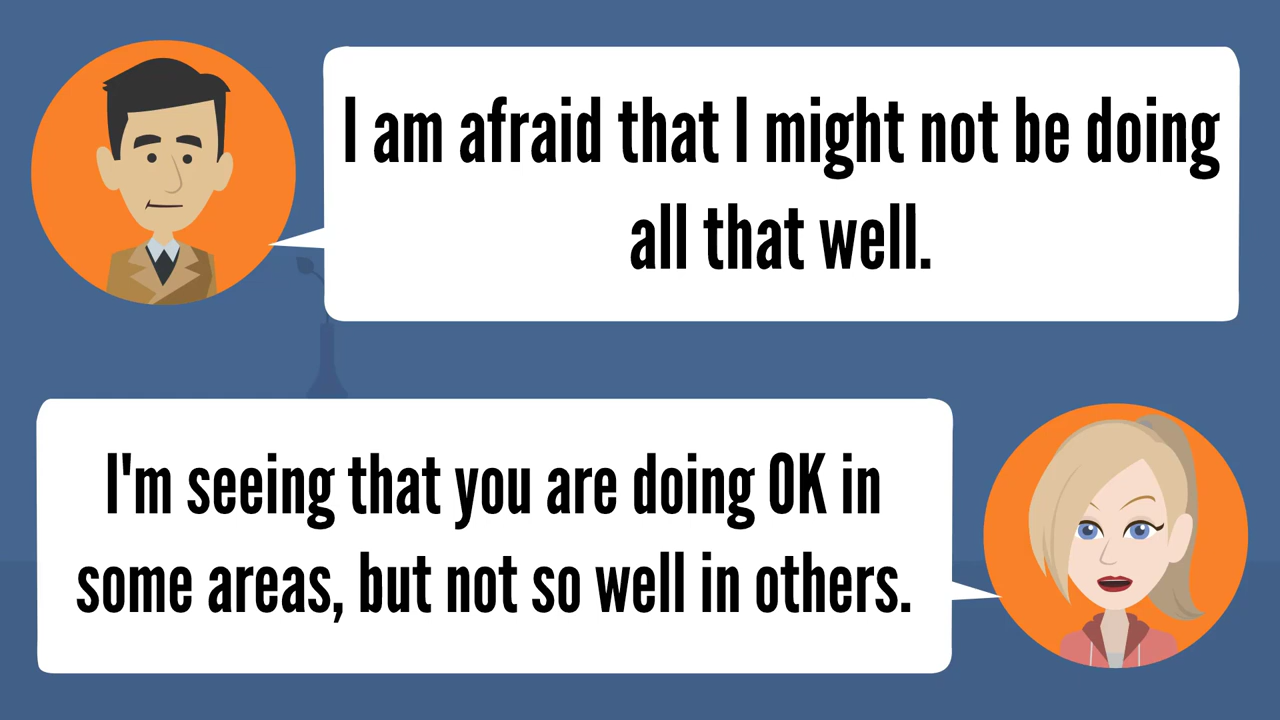 I am afraid that I might not be doing
all that well.
I'm seeing that you are doing OK in
some areas, but not so well in others.